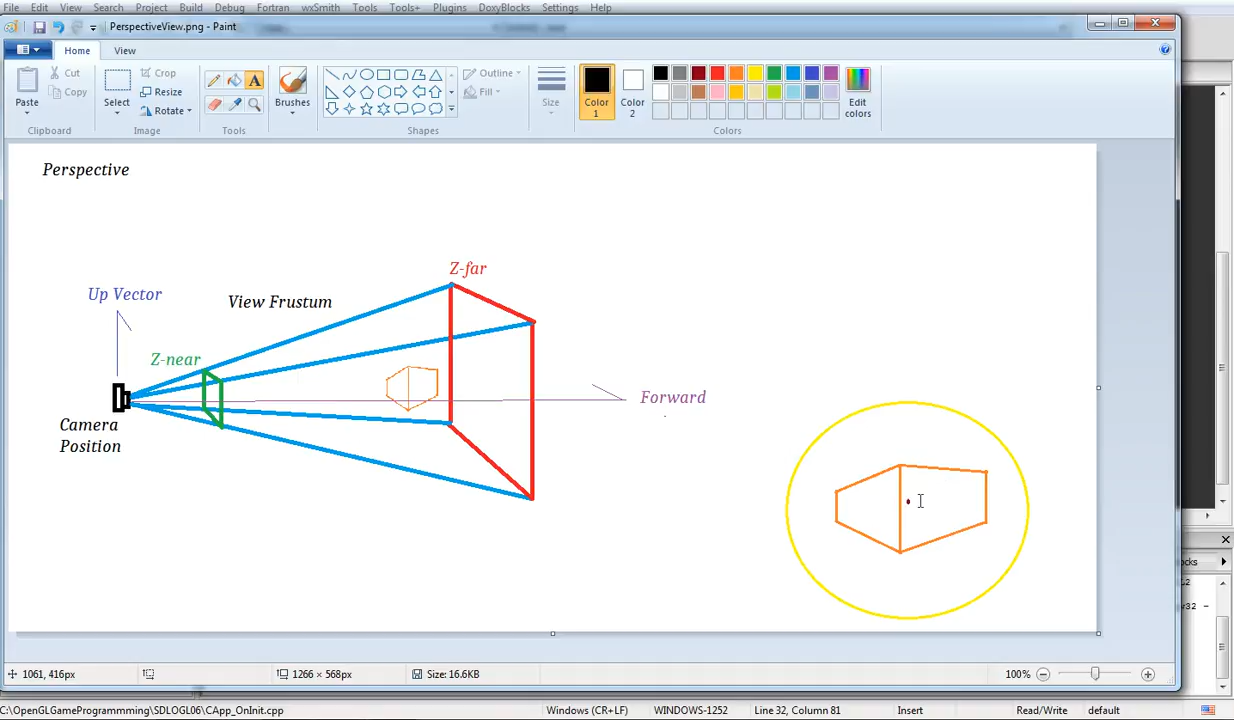 File Edit View Search Project Build Debug Fortran wxSmith Tools Tools+ Plugins DoxyBlocks Settings Help
PerspectiveView.png - Paint
Home View
Paste
Cut
Copy
Clipboard
Select
Crop
Resize
Rotate
Image
A
Tools
Brushes
Outline
Fill
Shapes
Size
Color
1
Color
2
Edit
colors
Colors
Perspective
Z-far
Up Vector
View Frustum
Z-near
Forward
Camera
Position
1061, 416px
1266 × 568px
Size: 16.6KB
100%
C:\OpenGLGameProgrammming\SDLOGL06\CApp_OnInit.cpp
Windows (CR+LF)
WINDOWS-1252
Line 32, Column 81
Insert
Read/Write
default